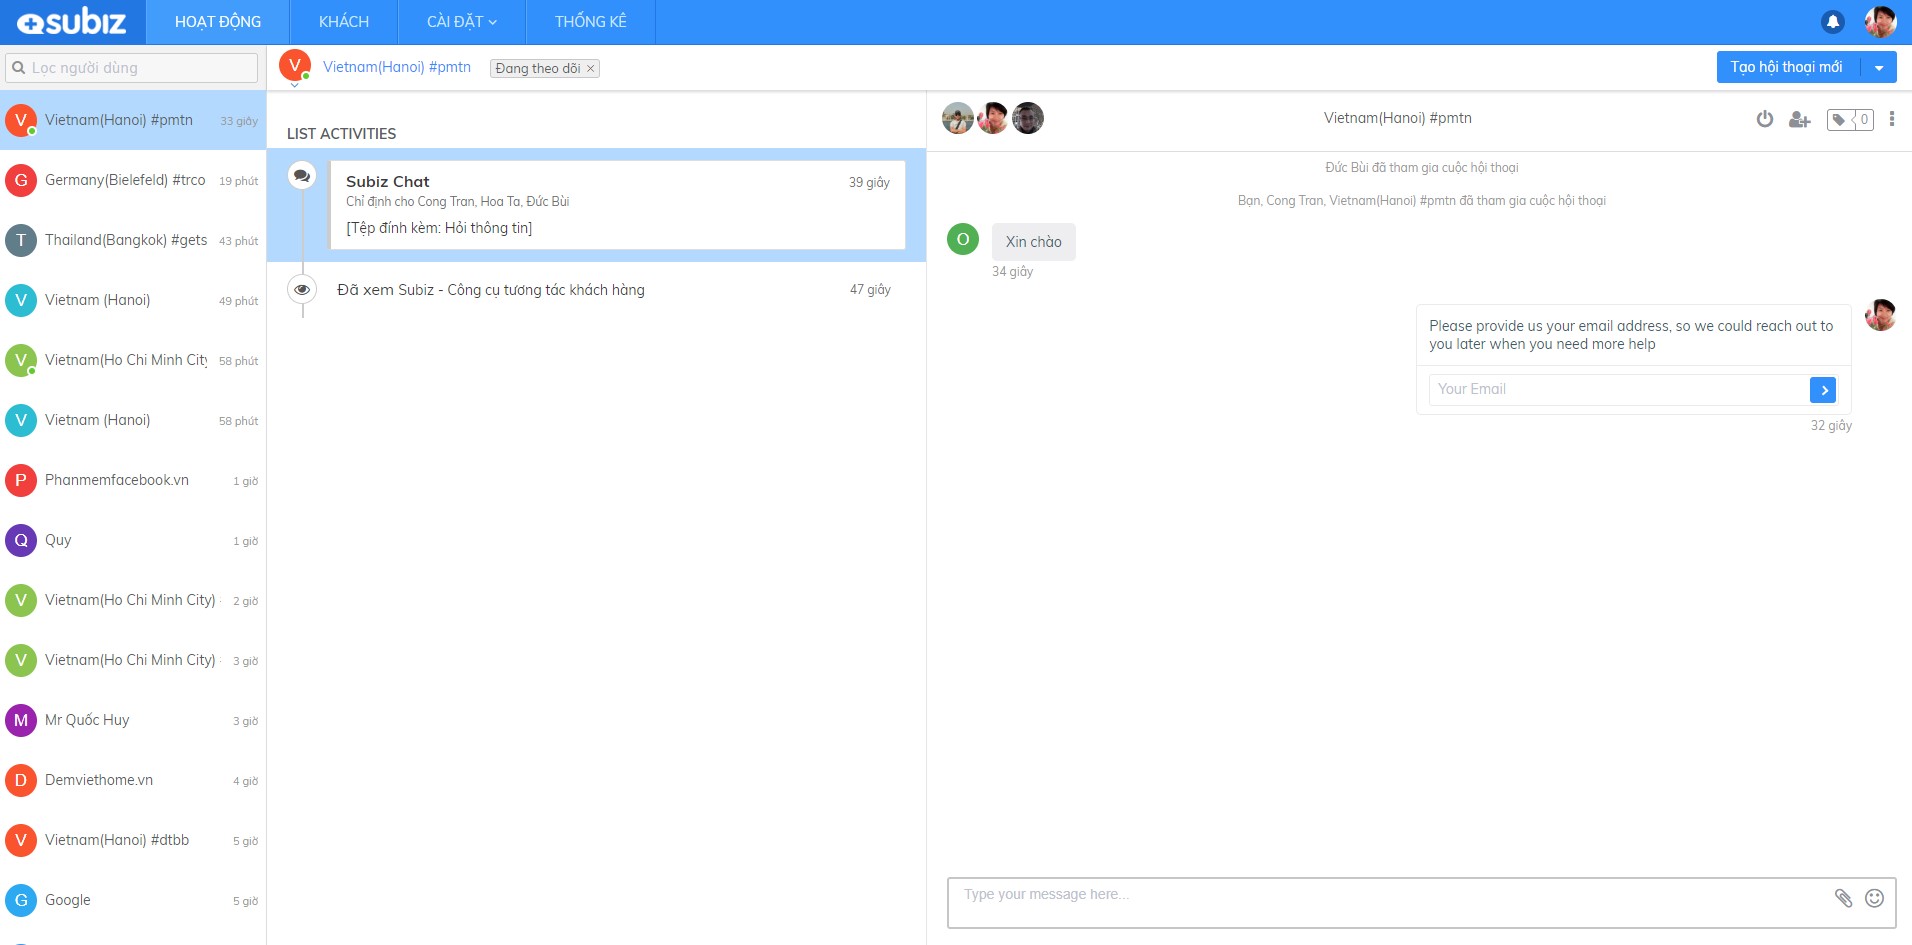 subiz
HOẠT ĐỘNG
KHÁCH
CÀI ĐẶT
THỐNG KÊ
Lọc người dùng
V
Vietnam(Hanoi) #pmtn
Đang theo dõi ×
Tạo hội thoại mới
V
Vietnam(Hanoi) #pmtn
33 giây
G
Germany(Bielefeld) #trco
19 phút
T
Thailand(Bangkok) #gets
43 phút
V
Vietnam (Hanoi)
49 phút
V
Vietnam(Ho Chi Minh City
58 phút
V
Vietnam (Hanoi)
58 phút
P
Phanmemfacebook.vn
1 giờ
Q
Quy
1 giờ
V
Vietnam(Ho Chi Minh City)
2 giờ
V
Vietnam(Ho Chi Minh City)
3 giờ
M
Mr Quốc Huy
3 giờ
D
Demviethome.vn
4 giờ
V
Vietnam(Hanoi) #dtbb
5 giờ
G
Google
5 giờ
LIST ACTIVITIES
Subiz Chat
39 giây
Chỉ định cho Cong Tran, Hoa Ta, Đức Bùi
[Tệp đính kèm: Hỏi thông tin]
Đã xem Subiz - Công cụ tương tác khách hàng
47 giây
Vietnam(Hanoi) #pmtn
0
Đức Bùi đã tham gia cuộc hội thoại
Bạn, Cong Tran, Vietnam(Hanoi) #pmtn đã tham gia cuộc hội thoại
O
Xin chào
34 giây
Please provide us your email address, so we could reach out to
you later when you need more help
Your Email
32 giây
Type your message here...